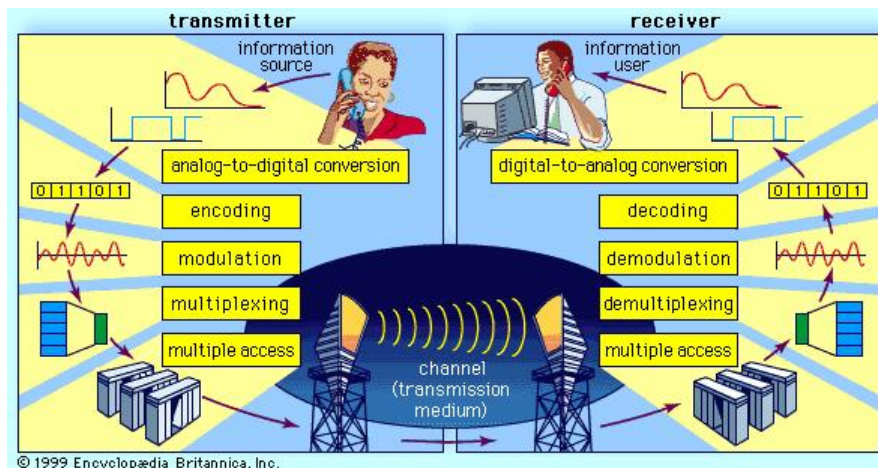 transmitter
information
source
analog-to-digital conversion
0 1 1 1 0 1
encoding
modulation
multiplexing
multiple access
channel
(transmission
medium)
receiver
information
user
digital-to-analog conversion
0 1 1 1 0 1
decoding
demodulation
demultiplexing
multiple access
© 1999 Encyclopædia Britannica, Inc.